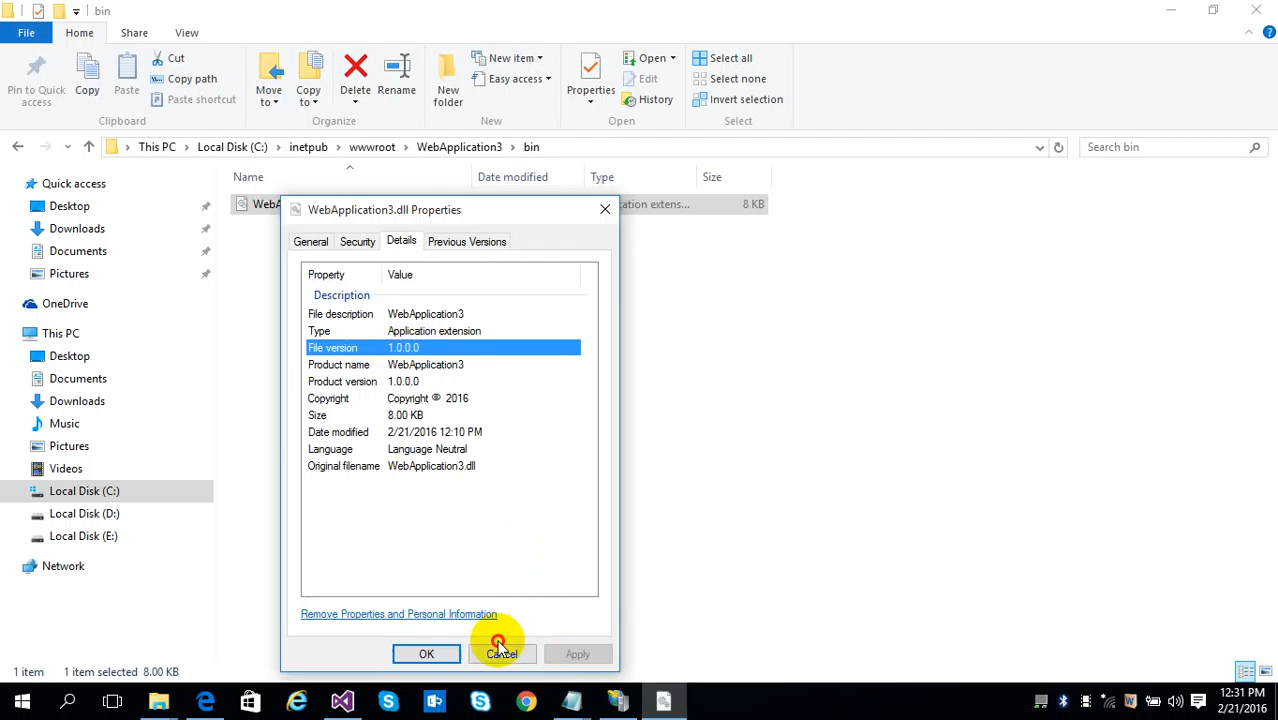 bin
File Home Share View
Pin to Quick access
Copy
Paste
Cut
Copy path
Paste shortcut
Clipboard
Move to
Copy to
Delete
Rename
Organize
New folder
New item
Easy access
New
Properties
Open
Edit
History
Open
Select all
Select none
Invert selection
Select
This PC Local Disk (C:) inetpub wwwroot WebApplication3 bin
Search bin
Name Date modified Type Size
8 KB
Quick access
Desktop
Downloads
Documents
Pictures
OneDrive
This PC
Desktop
Documents
Downloads
Music
Pictures
Videos
Local Disk (C:)
Local Disk (D:)
Local Disk (E:)
Network
WebApplication3.dll Properties
General Security Details Previous Versions
Property Value
Description
File description WebApplication3
Type Application extension
File version 1.0.0.0
Product name WebApplication3
Product version 1.0.0.0
Copyright Copyright © 2016
Size 8.00 KB
Date modified 2/21/2016 12:10 PM
Language Language Neutral
Original filename WebApplication3.dll
Remove Properties and Personal Information
OK Cancel Apply
1 item 1 item selected 8.00 KB
12:31 PM
2/21/2016